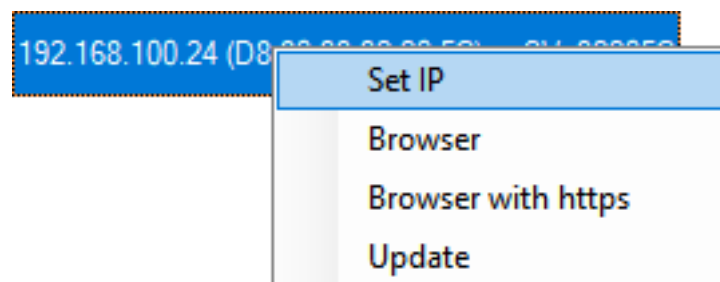 192.168.100.24 (D8
Set IP
Browser
Browser with https
Update